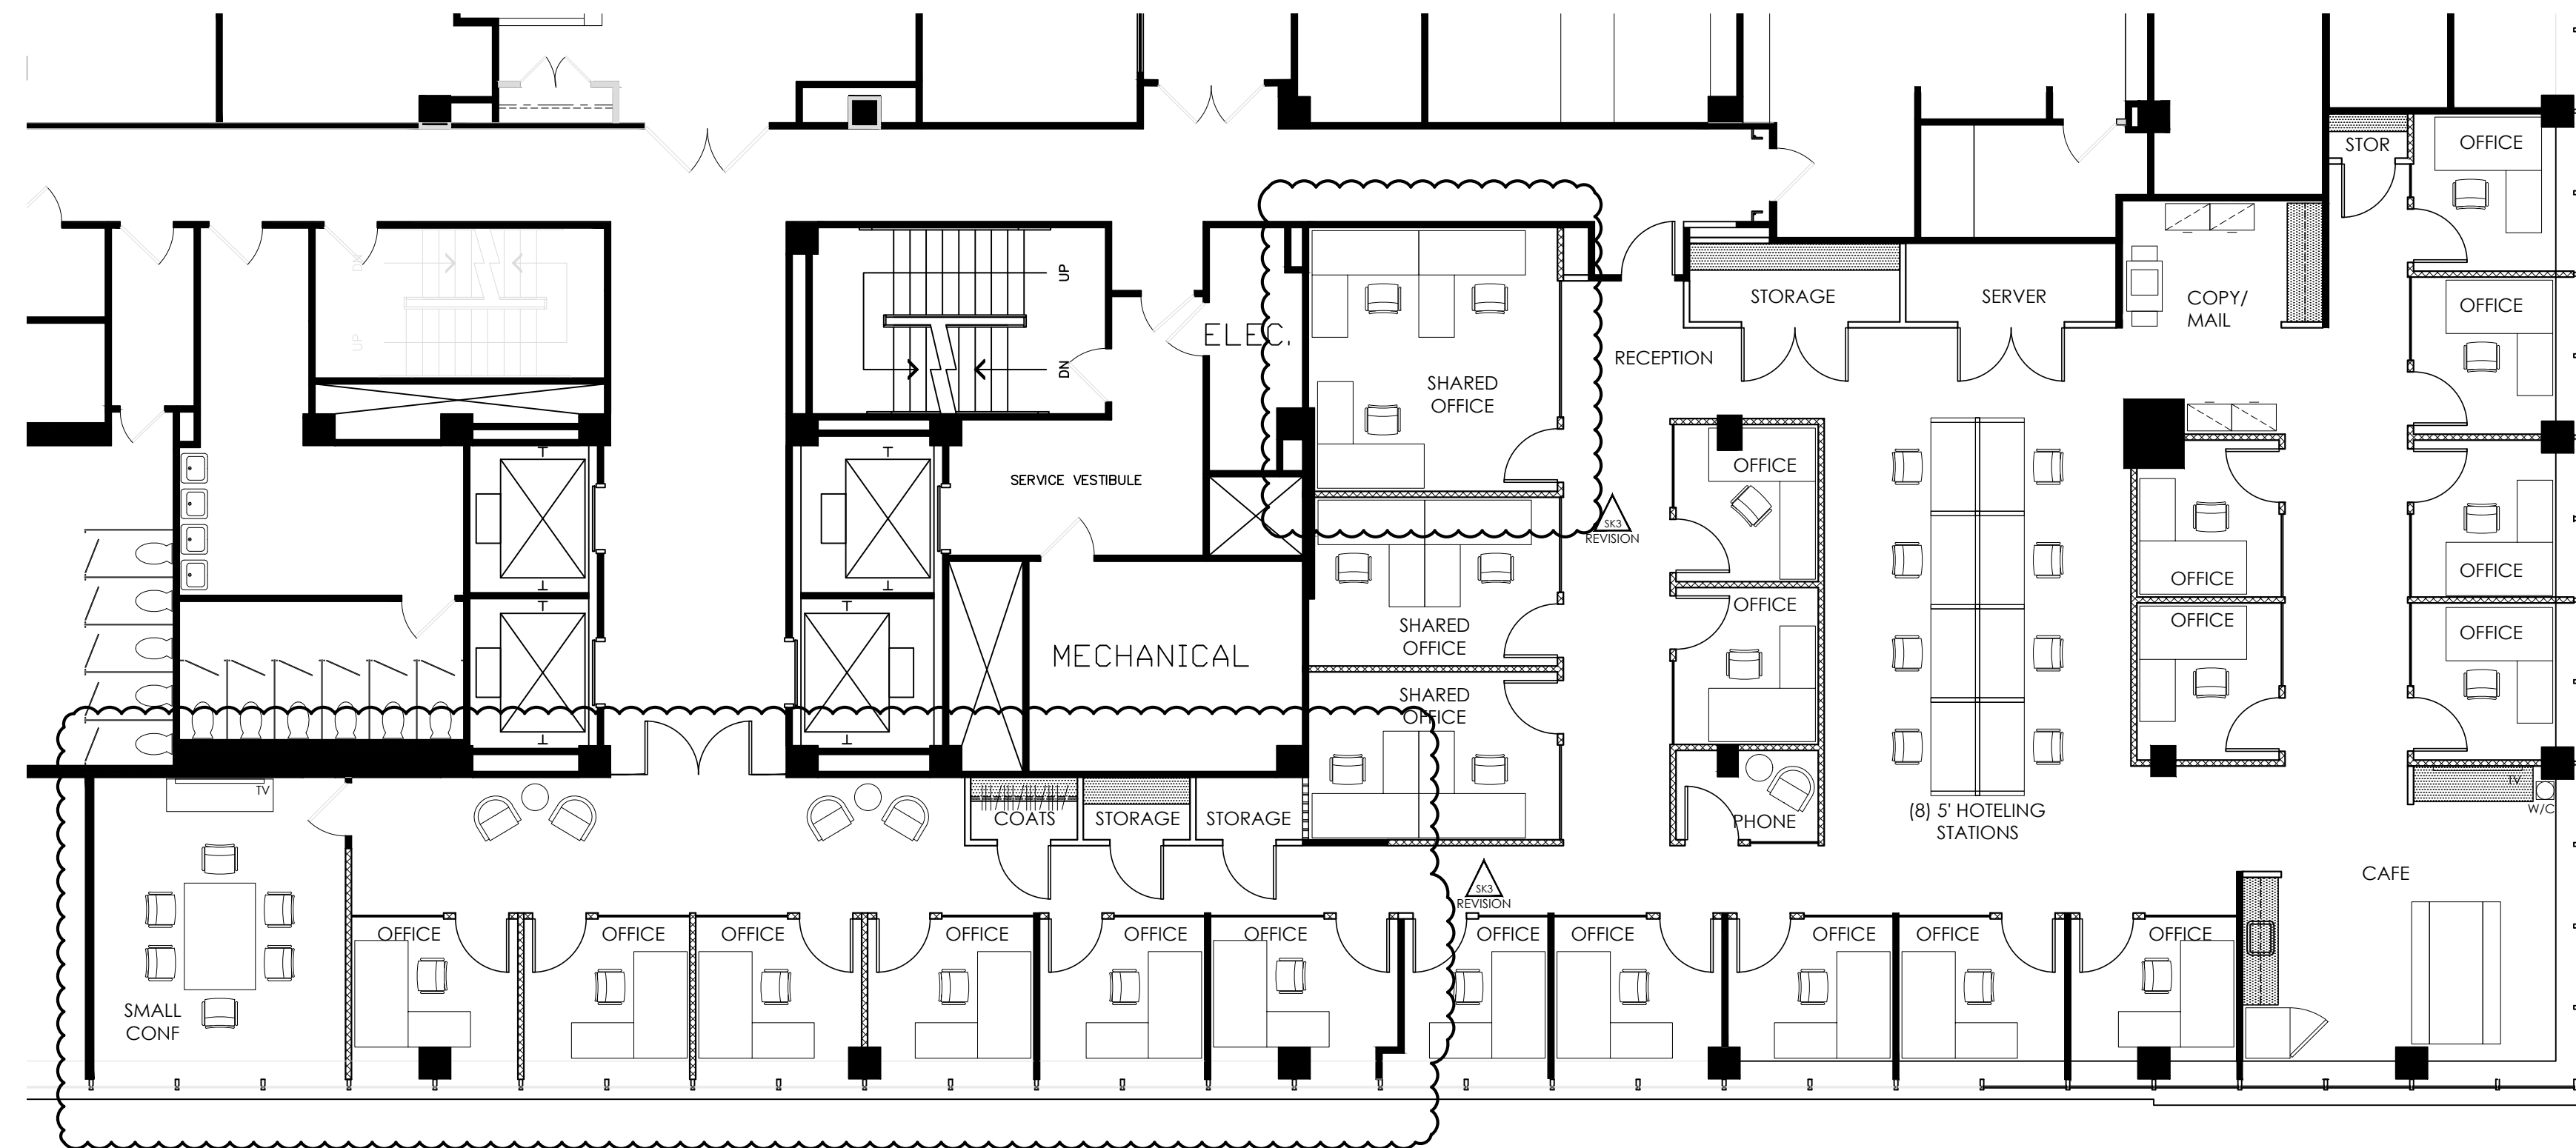 STOR
OFFICE
DN
UP
UP
DN
ELEC.
STORAGE
SERVER
COPY/
MAIL
OFFICE
RECEPTION
SHARED
OFFICE
SERVICE VESTIBULE
OFFICE
SK3
REVISION
OFFICE
OFFICE
OFFICE
OFFICE
OFFICE
SHARED
OFFICE
MECHANICAL
SHARED
OFFICE
TV
COATS
STORAGE
STORAGE
PHONE
(8) 5' HOTELING
STATIONS
TV
W/C
CAFE
SK3
REVISION
OFFICE
OFFICE
OFFICE
OFFICE
OFFICE
OFFICE
OFFICE
OFFICE
OFFICE
OFFICE
OFFICE
SMALL
CONF